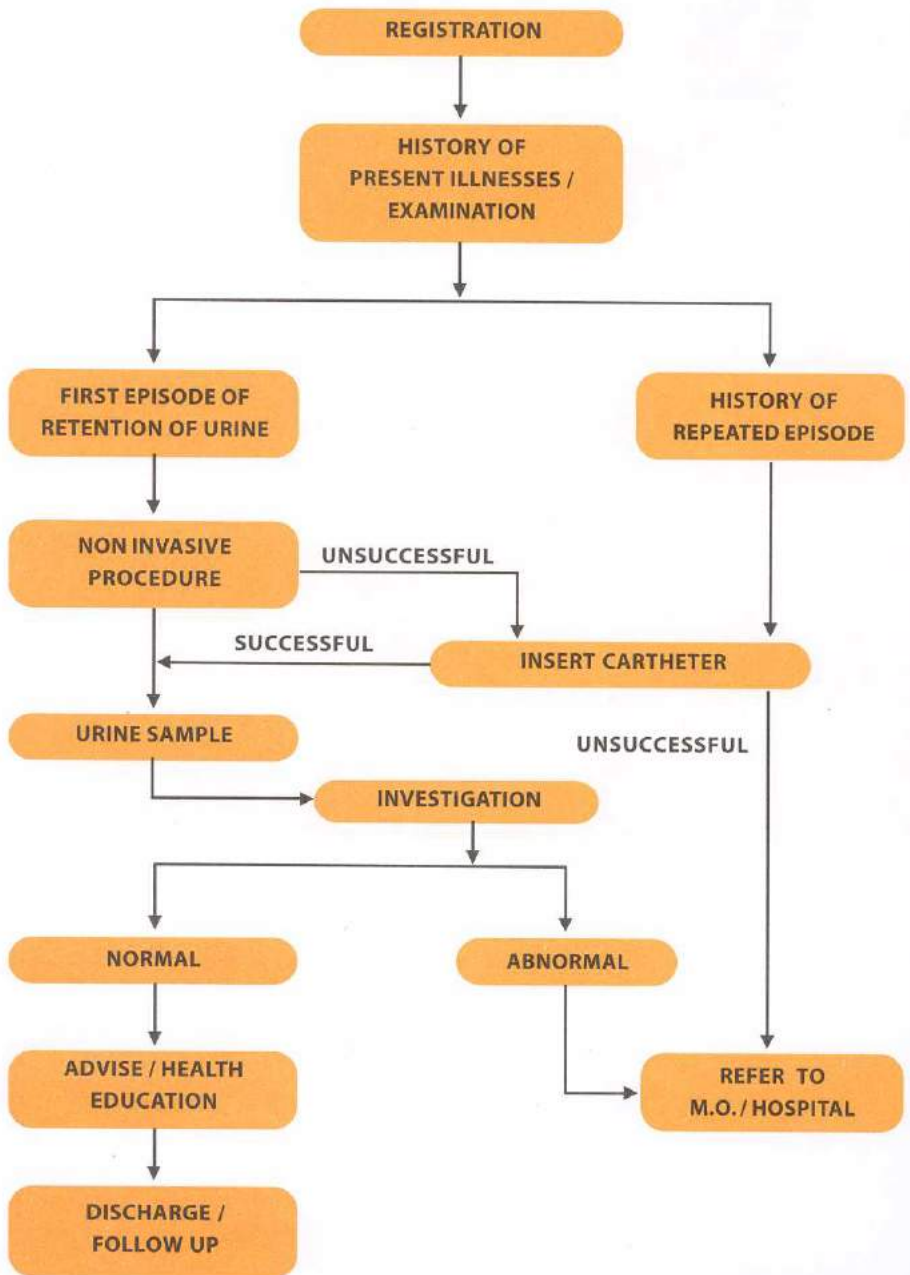 REGISTRATION
HISTORY OF
PRESENT ILLNESSES /
EXAMINATION
FIRST EPISODE OF
RETENTION OF URINE
HISTORY OF
REPEATED EPISODE
NON INVASIVE
PROCEDURE
UNSUCCESSFUL
SUCCESSFUL
INSERT CARTHETER
URINE SAMPLE
UNSUCCESSFUL
INVESTIGATION
NORMAL
ABNORMAL
ADVISE / HEALTH
EDUCATION
REFER TO
M.O. / HOSPITAL
DISCHARGE /
FOLLOW UP